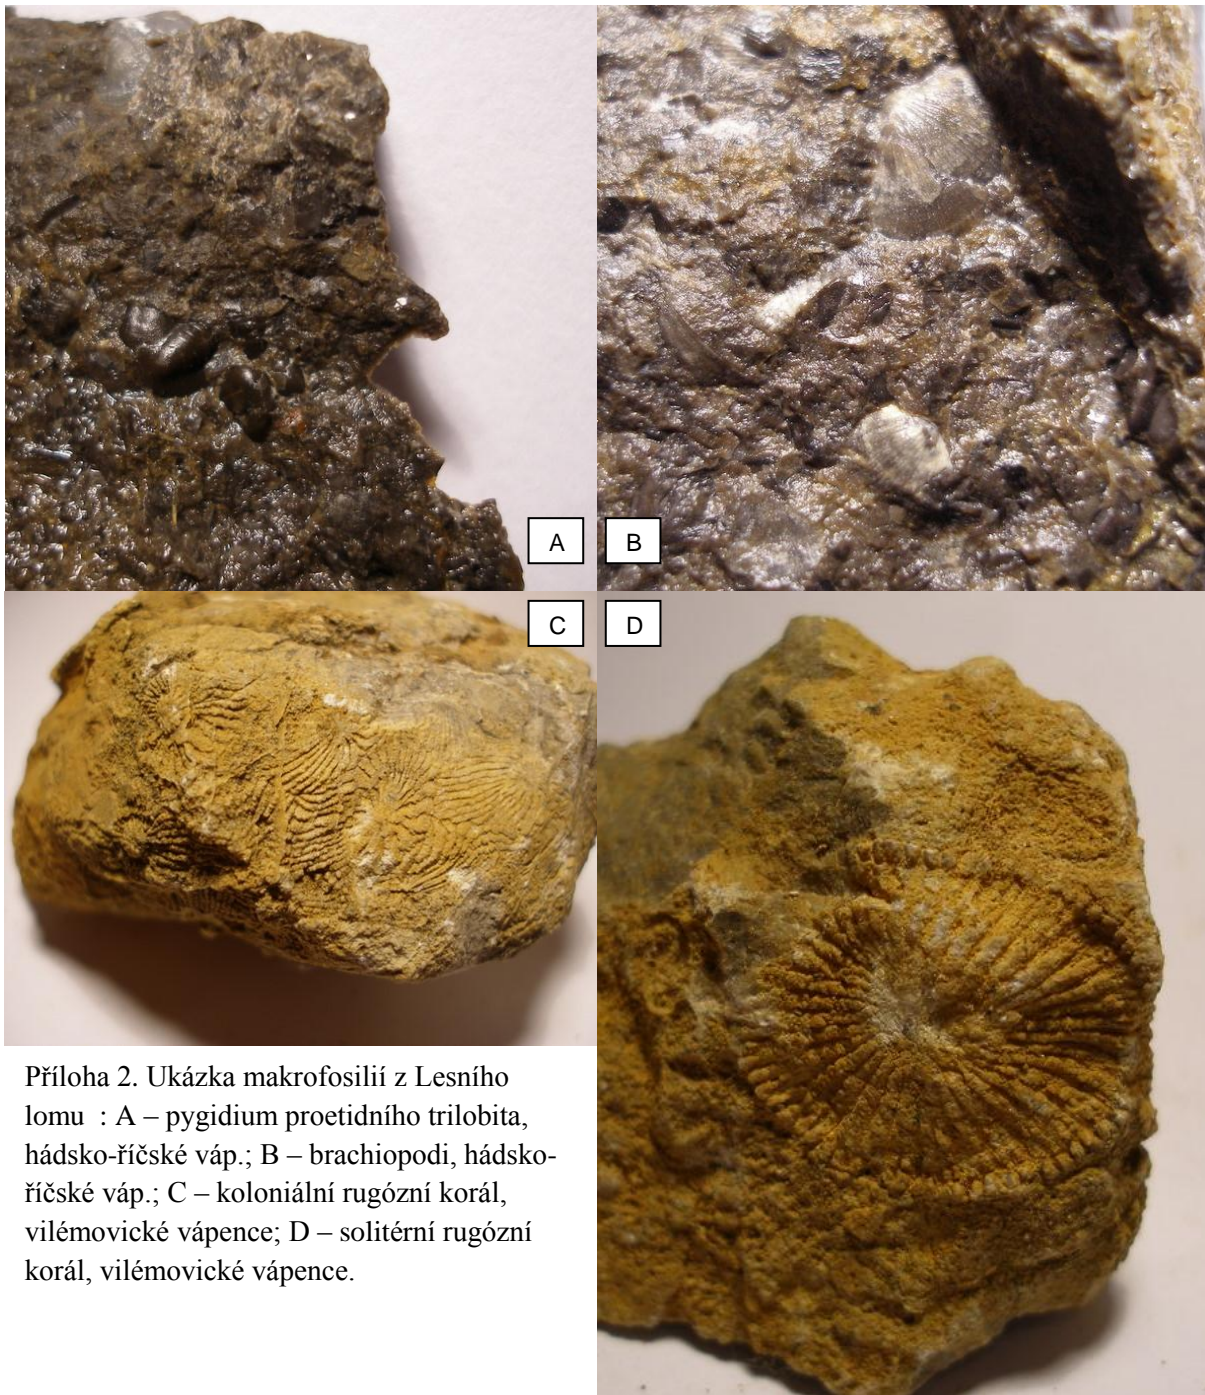 A
B
C
D
Příloha 2. Ukázka makrofosilií z Lesního
lomu : A – pygidium proetidního trilobita,
hádsko-říčské váp.; B – brachiopodi, hádsko-
říčské váp.; C – koloniální rugózní korál,
vilémovické vápence; D – solitérní rugózní
korál, vilémovické vápence.